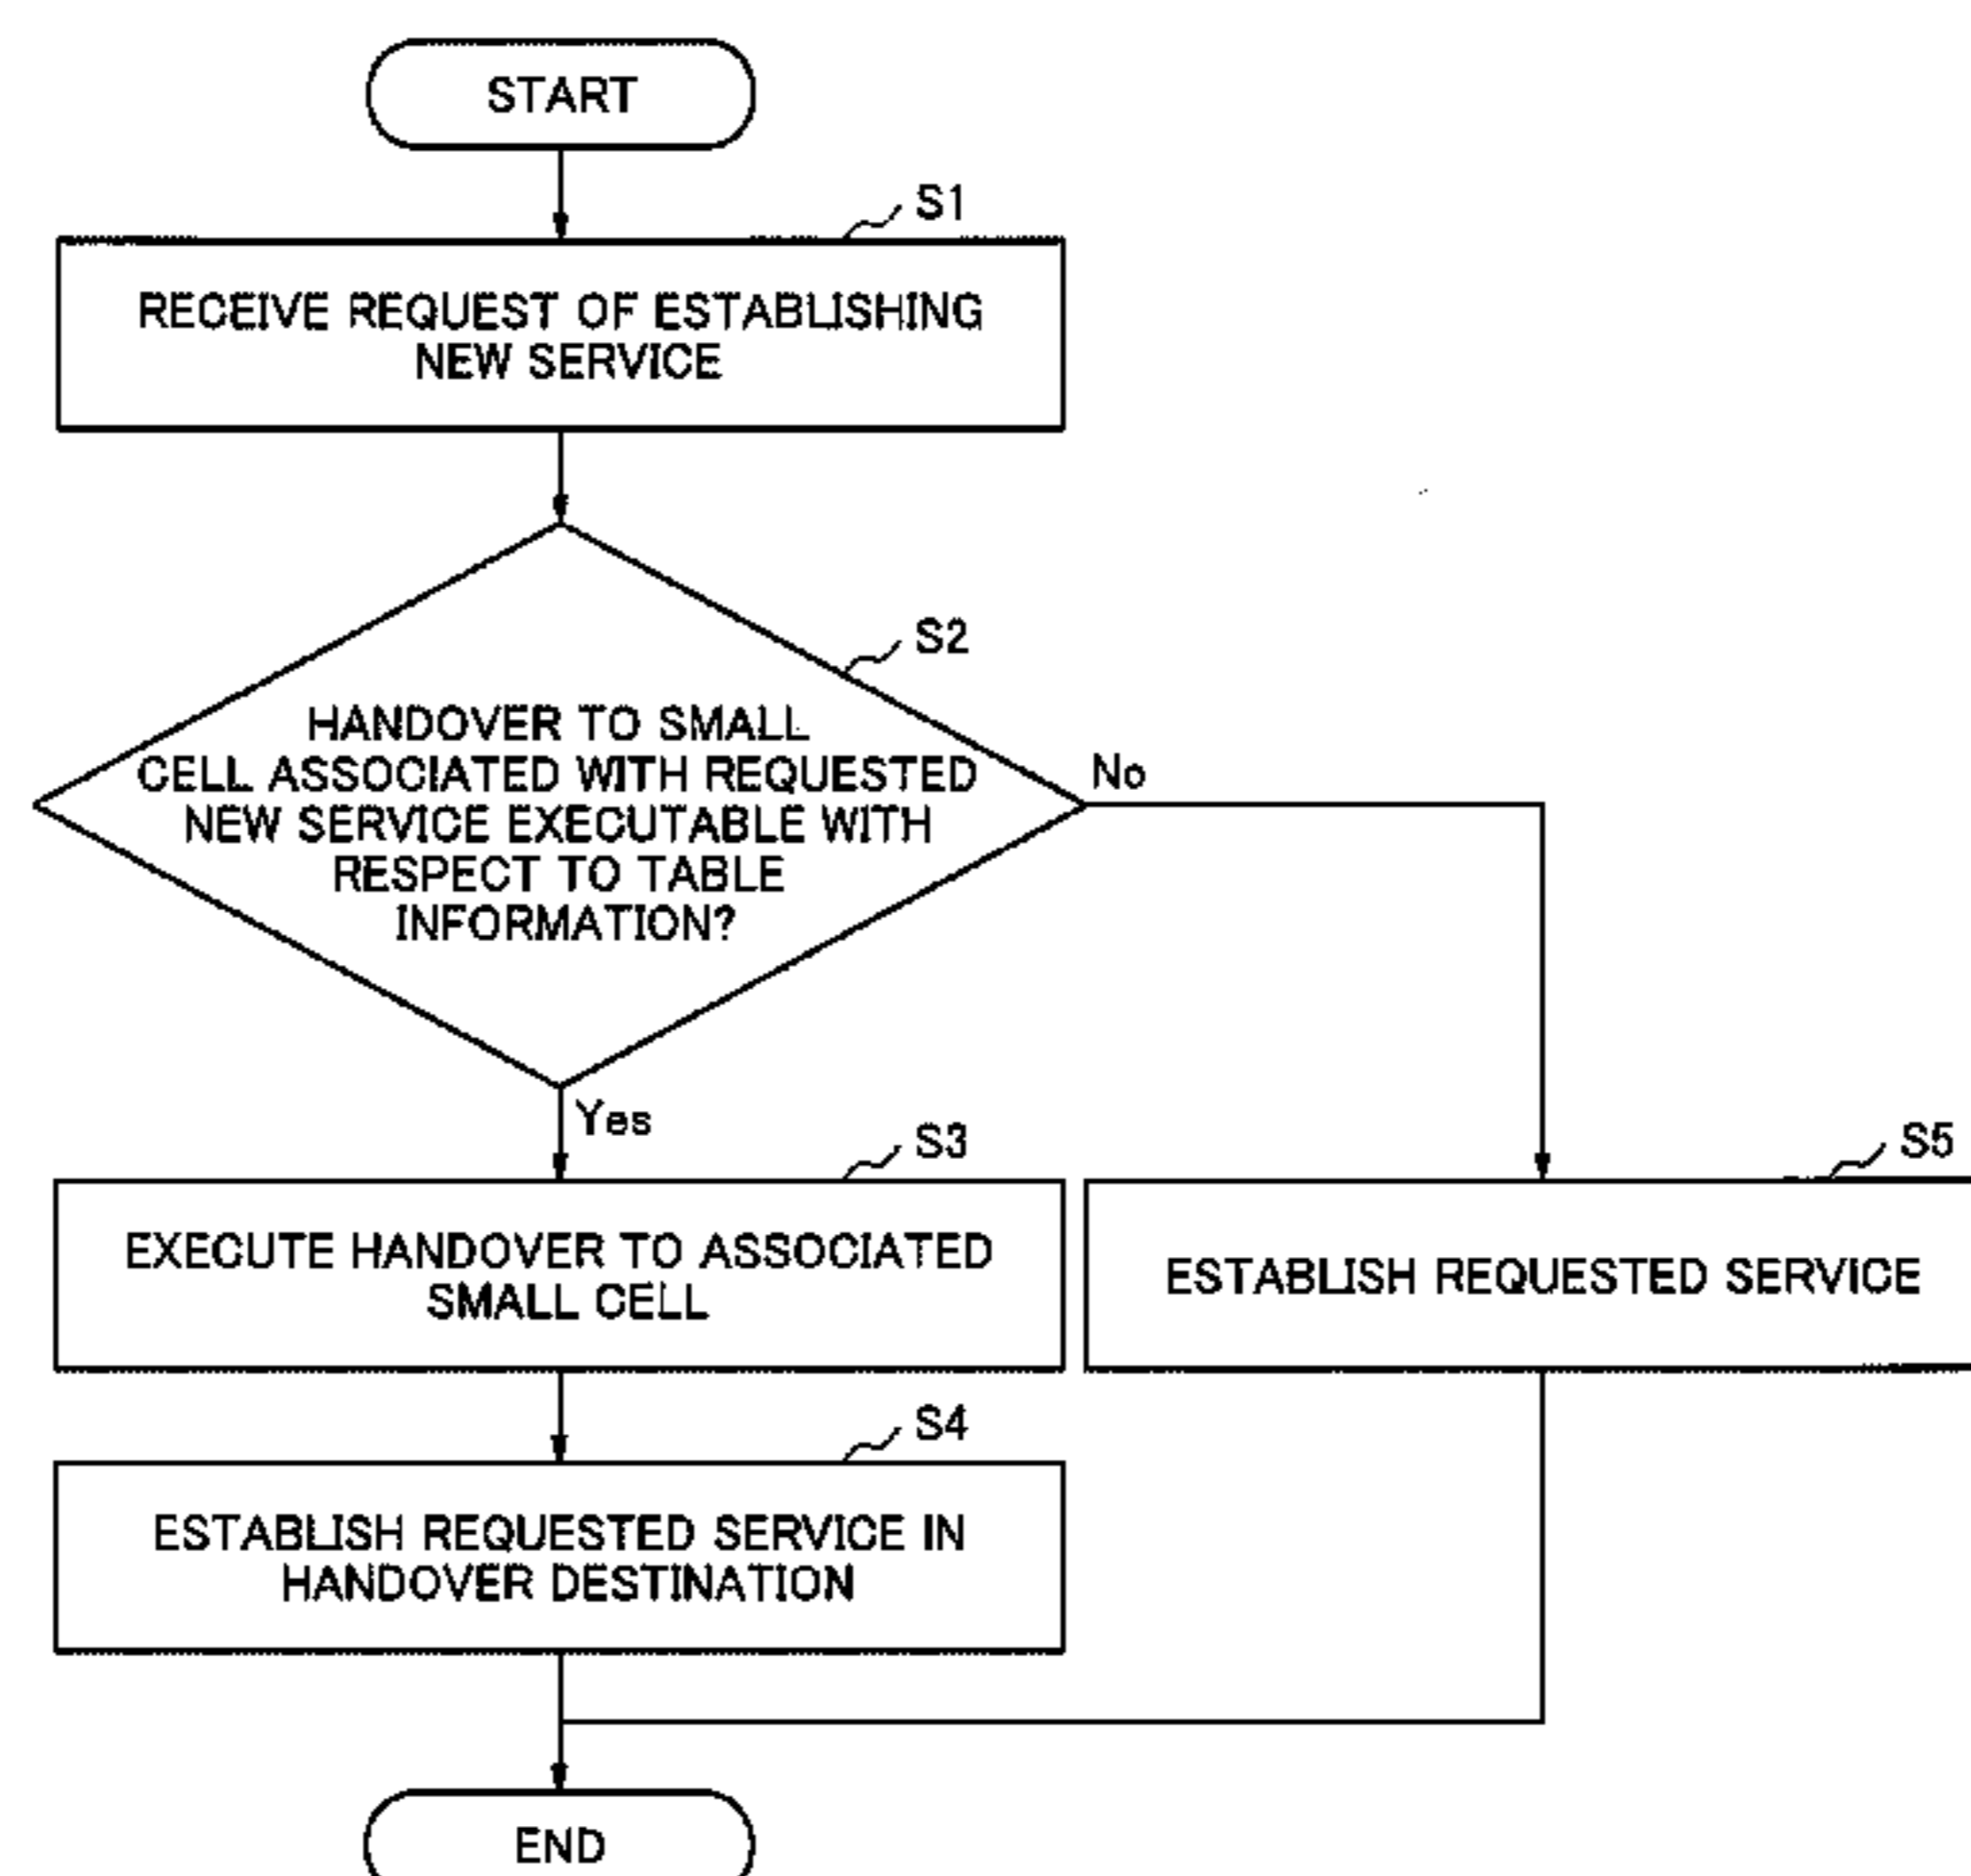 START
S1
RECEIVE REQUEST OF ESTABLISHING
NEW SERVICE
S2
HANDOVER TO SMALL
CELL ASSOCIATED WITH REQUESTED
NEW SERVICE EXECUTABLE WITH
RESPECT TO TABLE
INFORMATION?
No
Yes
S3
EXECUTE HANDOVER TO ASSOCIATED
SMALL CELL
S5
ESTABLISH REQUESTED SERVICE
S4
ESTABLISH REQUESTED SERVICE IN
HANDOVER DESTINATION
END